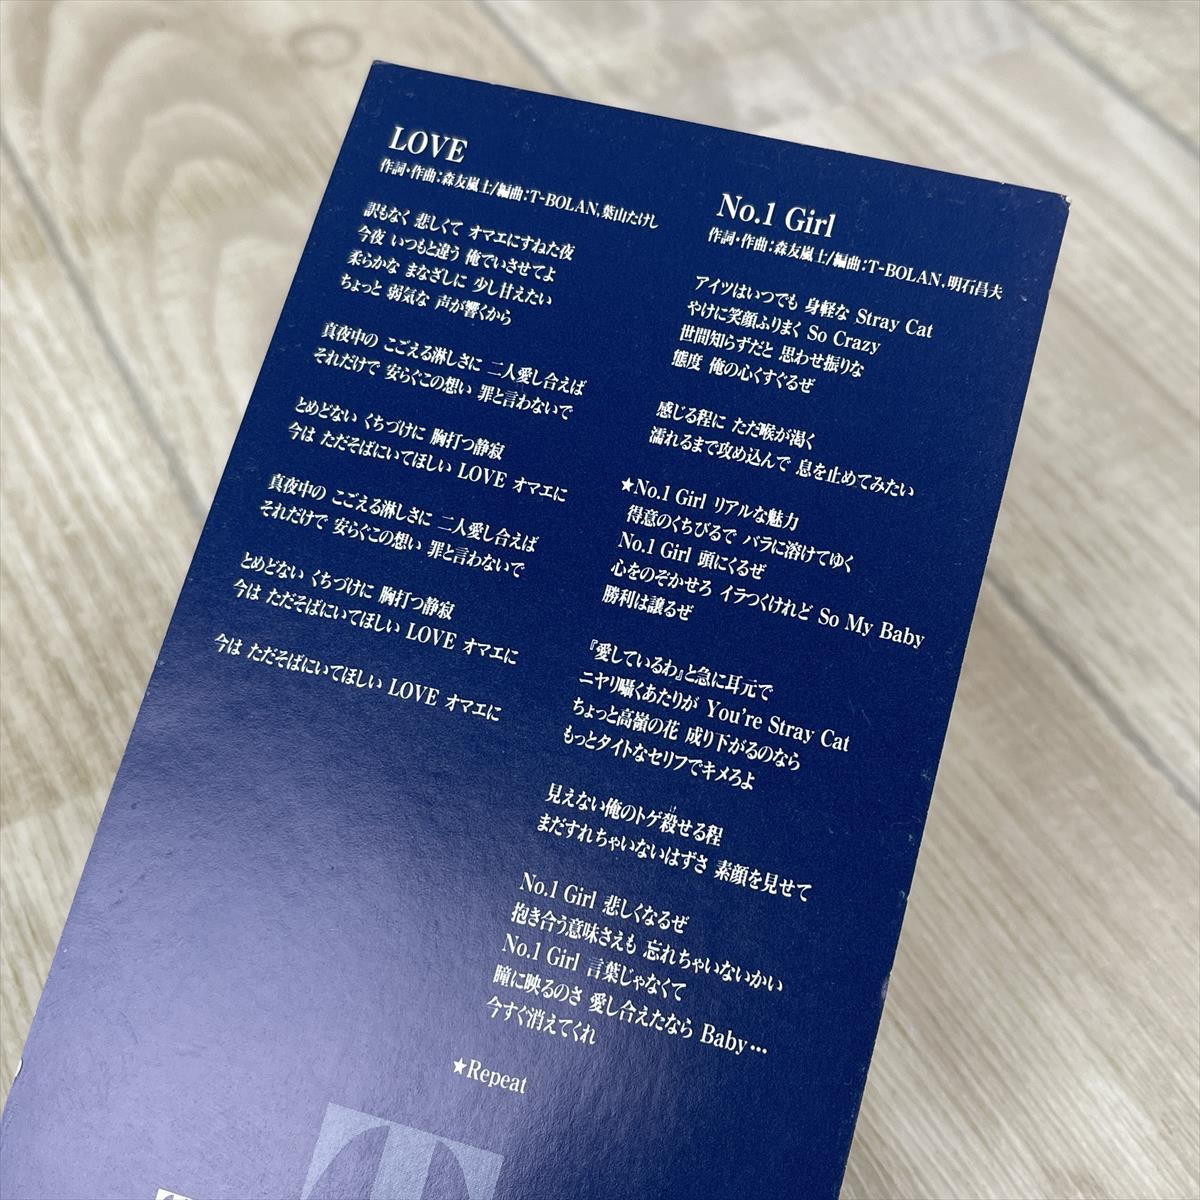 LOVE
作詞・作曲：森友嵐士/編曲：T-BOLAN，葉山たけし
訳もなく 悲しくて オマエにすねた夜
今夜 いつもと違う 俺でいさせてよ
柔らかな まなざしに 少し甘えたい
ちょっと 弱気な 声が響くから
真夜中の こごえる淋しさに 二人愛し合えば
それだけで 安らぐこの想い 罪と言わないで
とめどない くちづけに 胸打つ静寂
今は ただそばにいてほしい LOVE オマエに
真夜中の こごえる淋しさに 二人愛し合えば
それだけで 安らぐこの想い 罪と言わないで
とめどない くちづけに 胸打つ静寂
今は ただそばにいてほしい LOVE オマエに
今は ただそばにいてほしい LOVE オマエに
No.1 Girl
作詞・作曲：森友嵐士/編曲：T-BOLAN，明石昌夫
アイツはいつでも 身軽な Stray Cat
やけに笑顔ふりまく So Crazy
世間知らずだと 思わせ振りな
態度 俺の心くすぐるぜ
感じる程に ただ喉が渇く
濡れるまで攻め込んで 息を止めてみたい
★No.1 Girl リアルな魅力
得意のくちびるで バラに溶けてゆく
No.1 Girl 頭にくるぜ
心をのぞかせろ イラつくけれど So My Baby
勝利は譲るぜ
『愛しているわ』と急に耳元で
ニヤリ囁くあたりが You're Stray Cat
ちょっと高嶺の花 成り下がるのなら
もっとタイトなセリフでキメろよ
見えない俺のトゲ殺せる程
まだすれちゃいないはずさ 素顔を見せて
No.1 Girl 悲しくなるぜ
抱き合う意味さえも 忘れちゃいないかい
No.1 Girl 言葉じゃなくて
瞳に映るのさ 愛し合えたなら Baby…
今すぐ消えてくれ
★Repeat